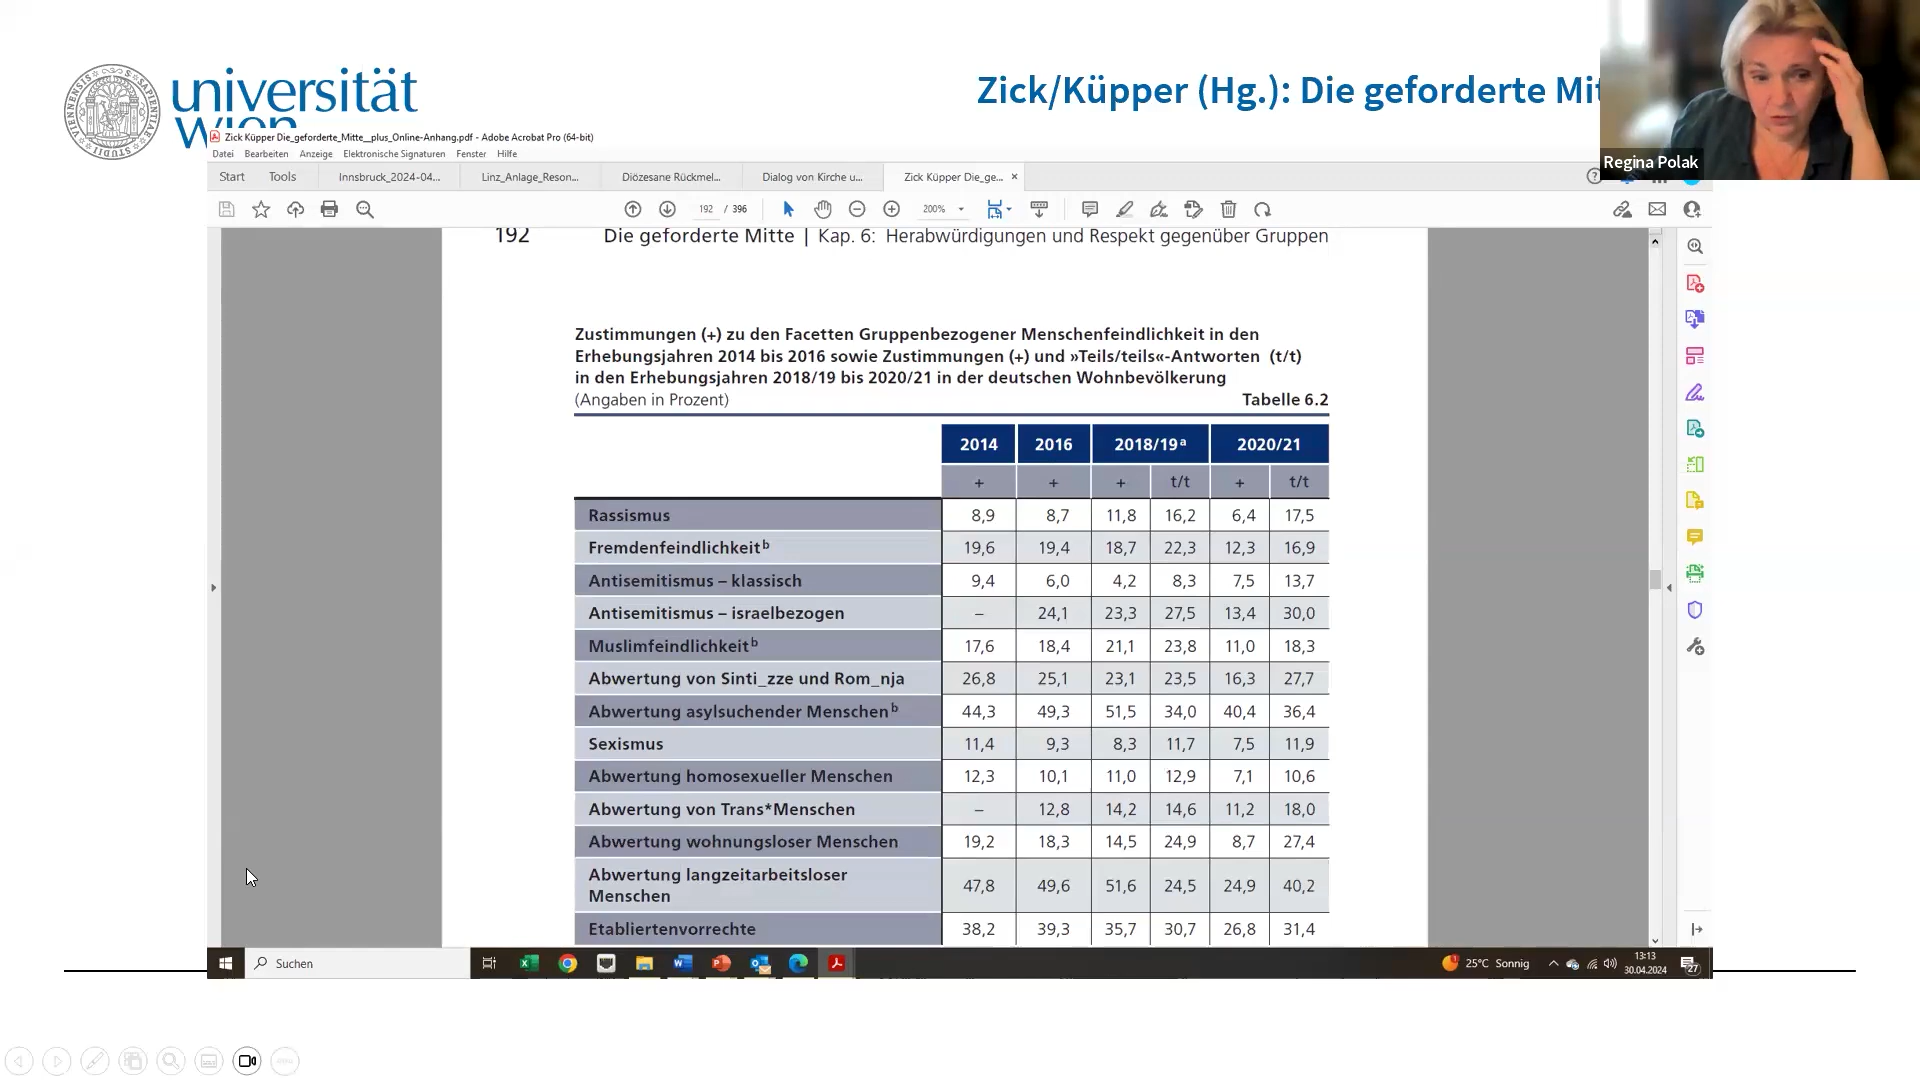 universität
wien
Zick/Küpper (Hg.): Die geforderte Mit
Regina Polak
Zick Küpper Die_geforderte_Mitte__plus_Online-Anhang.pdf - Adobe Acrobat Pro (64-bit)
Datei Bearbeiten Anzeige Elektronische Signaturen Fenster Hilfe
Start Tools Innsbruck_2024-04... Linz_Anlage_Reson... Diözesane Rückmel... Dialog von Kirche u... Zick Küpper Die_ge... ×
192 / 396 200%
192 Die geforderte Mitte | Kap. 6: Herabwürdigungen und Respekt gegenüber Gruppen
Zustimmungen (+) zu den Facetten Gruppenbezogener Menschenfeindlichkeit in den
Erhebungsjahren 2014 bis 2016 sowie Zustimmungen (+) und »Teils/teils«-Antworten (t/t)
in den Erhebungsjahren 2018/19 bis 2020/21 in der deutschen Wohnbevölkerung
(Angaben in Prozent) Tabelle 6.2
2014 2016 2018/19 a 2020/21
+ + + t/t + t/t
Rassismus 8,9 8,7 11,8 16,2 6,4 17,5
Fremdenfeindlichkeit b 19,6 19,4 18,7 22,3 12,3 16,9
Antisemitismus – klassisch 9,4 6,0 4,2 8,3 7,5 13,7
Antisemitismus – israelbezogen – 24,1 23,3 27,5 13,4 30,0
Muslimfeindlichkeit b 17,6 18,4 21,1 23,8 11,0 18,3
Abwertung von Sinti_zze und Rom_nja 26,8 25,1 23,1 23,5 16,3 27,7
Abwertung asylsuchender Menschen b 44,3 49,3 51,5 34,0 40,4 36,4
Sexismus 11,4 9,3 8,3 11,7 7,5 11,9
Abwertung homosexueller Menschen 12,3 10,1 11,0 12,9 7,1 10,6
Abwertung von Trans*Menschen – 12,8 14,2 14,6 11,2 18,0
Abwertung wohnungsloser Menschen 19,2 18,3 14,5 24,9 8,7 27,4
Abwertung langzeitarbeitsloser
Menschen 47,8 49,6 51,6 24,5 24,9 40,2
Etabliertenvorrechte 38,2 39,3 35,7 30,7 26,8 31,4
Suchen
25°C Sonnig
13:13
30.04.2024
27